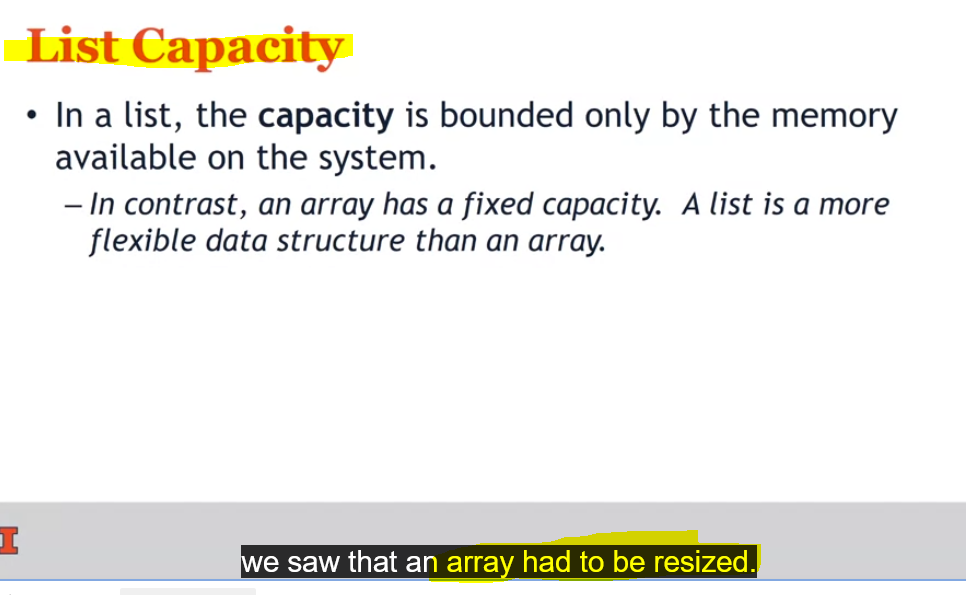 List Capacity
• In a list, the capacity is bounded only by the memory
available on the system.
– In contrast, an array has a fixed capacity.  A list is a more
flexible data structure than an array.
I
we saw that an array had to be resized.